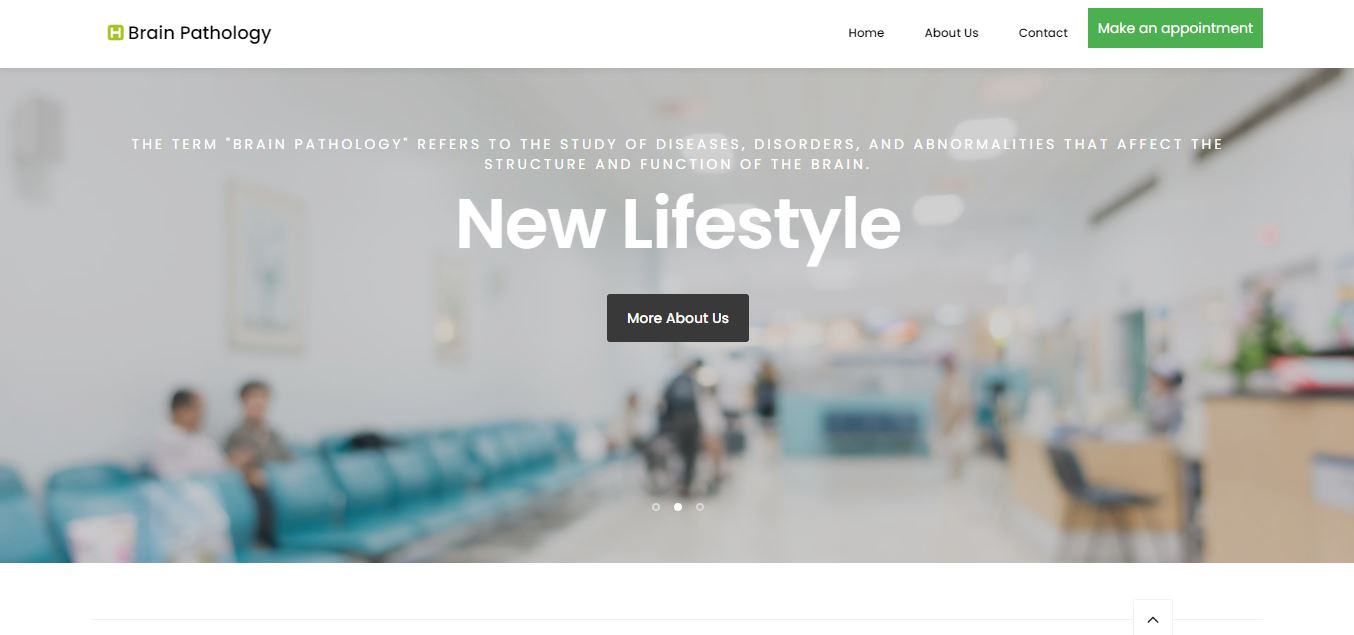 Brain Pathology
Home
About Us
Contact
Make an appointment
THE TERM "BRAIN PATHOLOGY" REFERS TO THE STUDY OF DISEASES, DISORDERS, AND ABNORMALITIES THAT AFFECT THE
STRUCTURE AND FUNCTION OF THE BRAIN.
New Lifestyle
More About Us